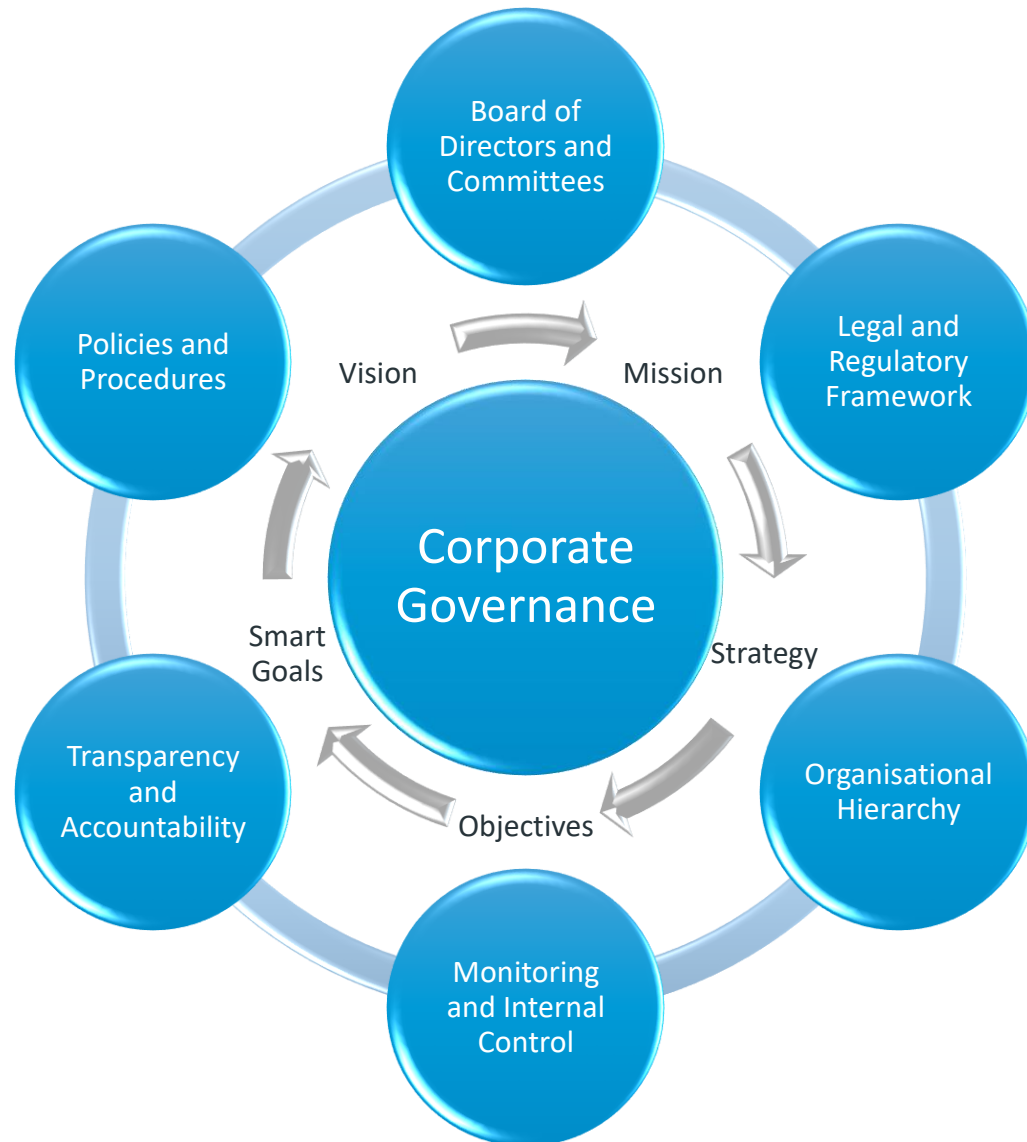 Board of
Directors and
Committees
Policies and
Procedures
Legal and
Regulatory
Framework
Vision
Mission
Corporate
Governance
Smart
Goals
Strategy
Transparency
and
Accountability
Organisational
Hierarchy
Objectives
Monitoring
and Internal
Control